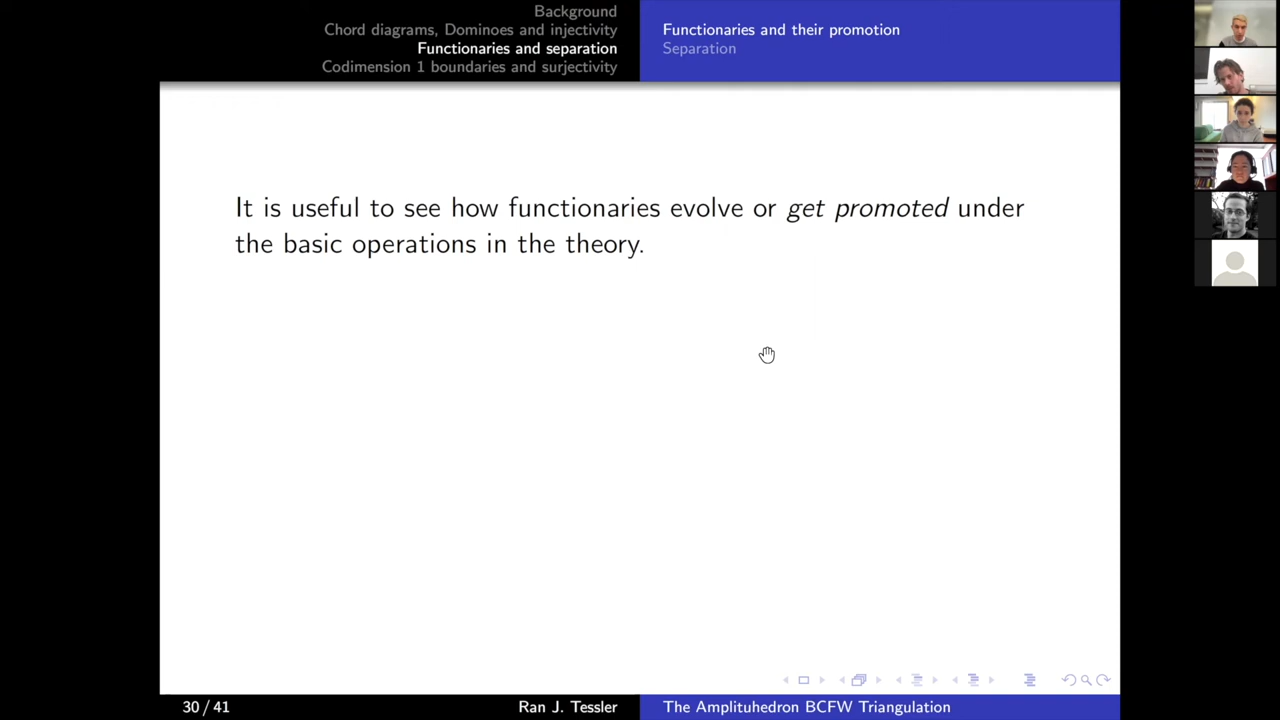 Background
Chord diagrams, Dominoes and injectivity
Functionaries and separation
Codimension 1 boundaries and surjectivity
Functionaries and their promotion
Separation
It is useful to see how functionaries evolve or get promoted under
the basic operations in the theory.
30 / 41
Ran J. Tessler
The Amplituhedron BCFW Triangulation